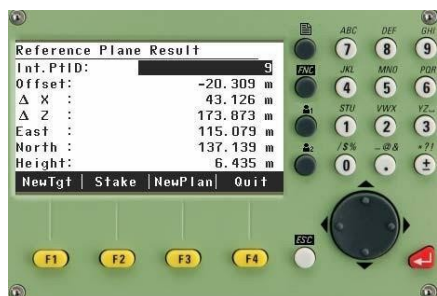 Reference Plane Result
Int.PtID: 9
Offset: -20.309 m
Δ X : 43.126 m
Δ Z : 173.873 m
East : 115.079 m
North : 137.139 m
Height: 6.435 m
NewTgt | Stake | NewPlan | Quit
F1 F2 F3 F4
ABC DEF GHI
7 8 9
FNC JKL MNO PQR
4 5 6
STU VWX YZ_
1 1 2 3
2 /$% _@& *?!
0 . ±
ESC